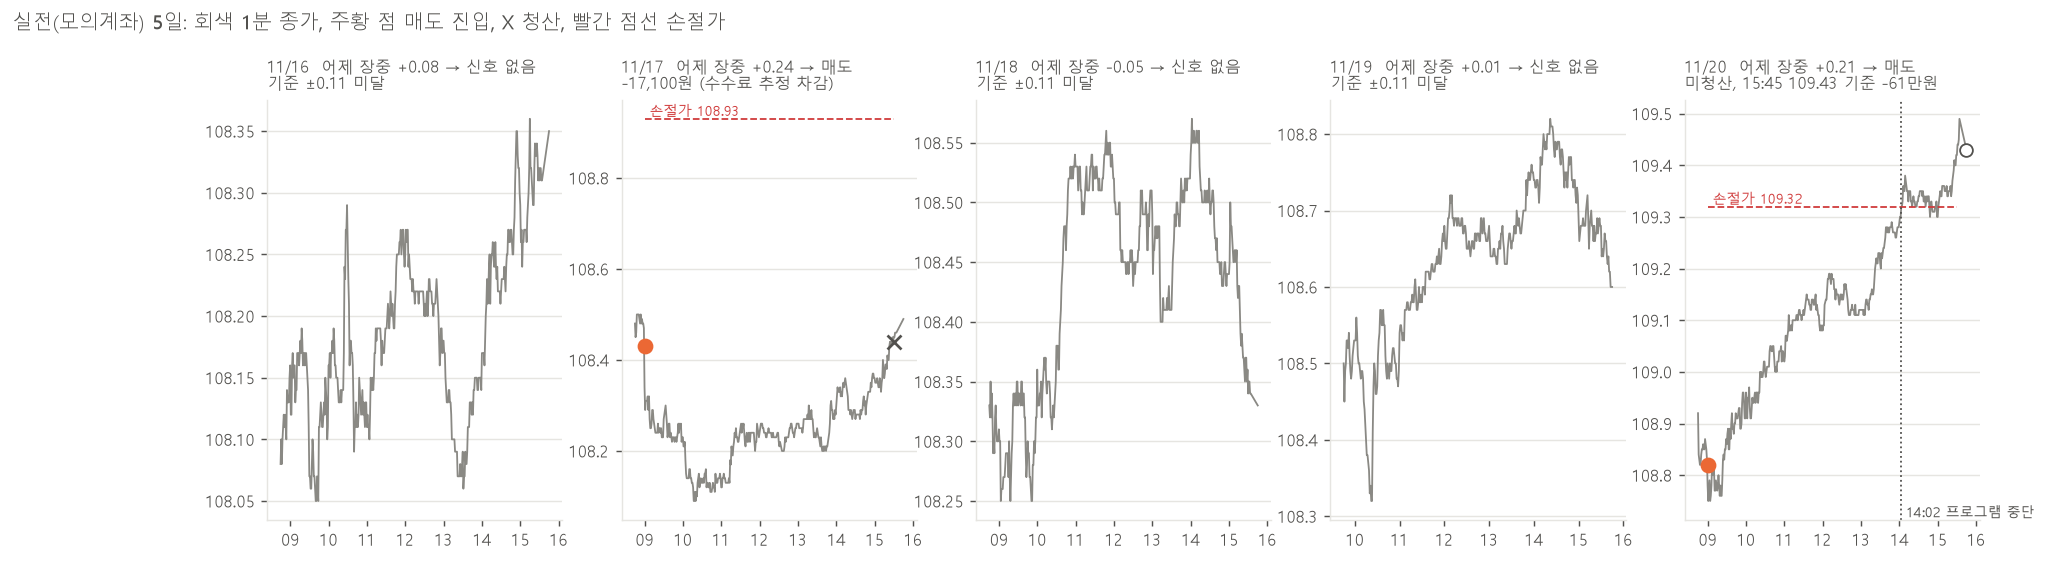 실전(모의계좌) 5일: 회색 1분 종가, 주황 점 매도 진입, X 청산, 빨간 점선 손절가
11/16 어제 장중 +0.08 → 신호 없음
기준 ±0.11 미달
108.35
108.30
108.25
108.20
108.15
108.10
108.05
09 10 11 12 13 14 15 16
11/17 어제 장중 +0.24 → 매도
-17,100원 (수수료 추정 차감)
손절가 108.93
108.8
108.6
108.4
108.2
09 10 11 12 13 14 15 16
11/18 어제 장중 -0.05 → 신호 없음
기준 ±0.11 미달
108.55
108.50
108.45
108.40
108.35
108.30
108.25
09 10 11 12 13 14 15 16
11/19 어제 장중 +0.01 → 신호 없음
기준 ±0.11 미달
108.8
108.7
108.6
108.5
108.4
108.3
10 11 12 13 14 15 16
11/20 어제 장중 +0.21 → 매도
미청산, 15:45 109.43 기준 -61만원
109.5
109.4
손절가 109.32
109.3
109.2
109.1
109.0
108.9
108.8
14:02 프로그램 중단
09 10 11 12 13 14 15 16